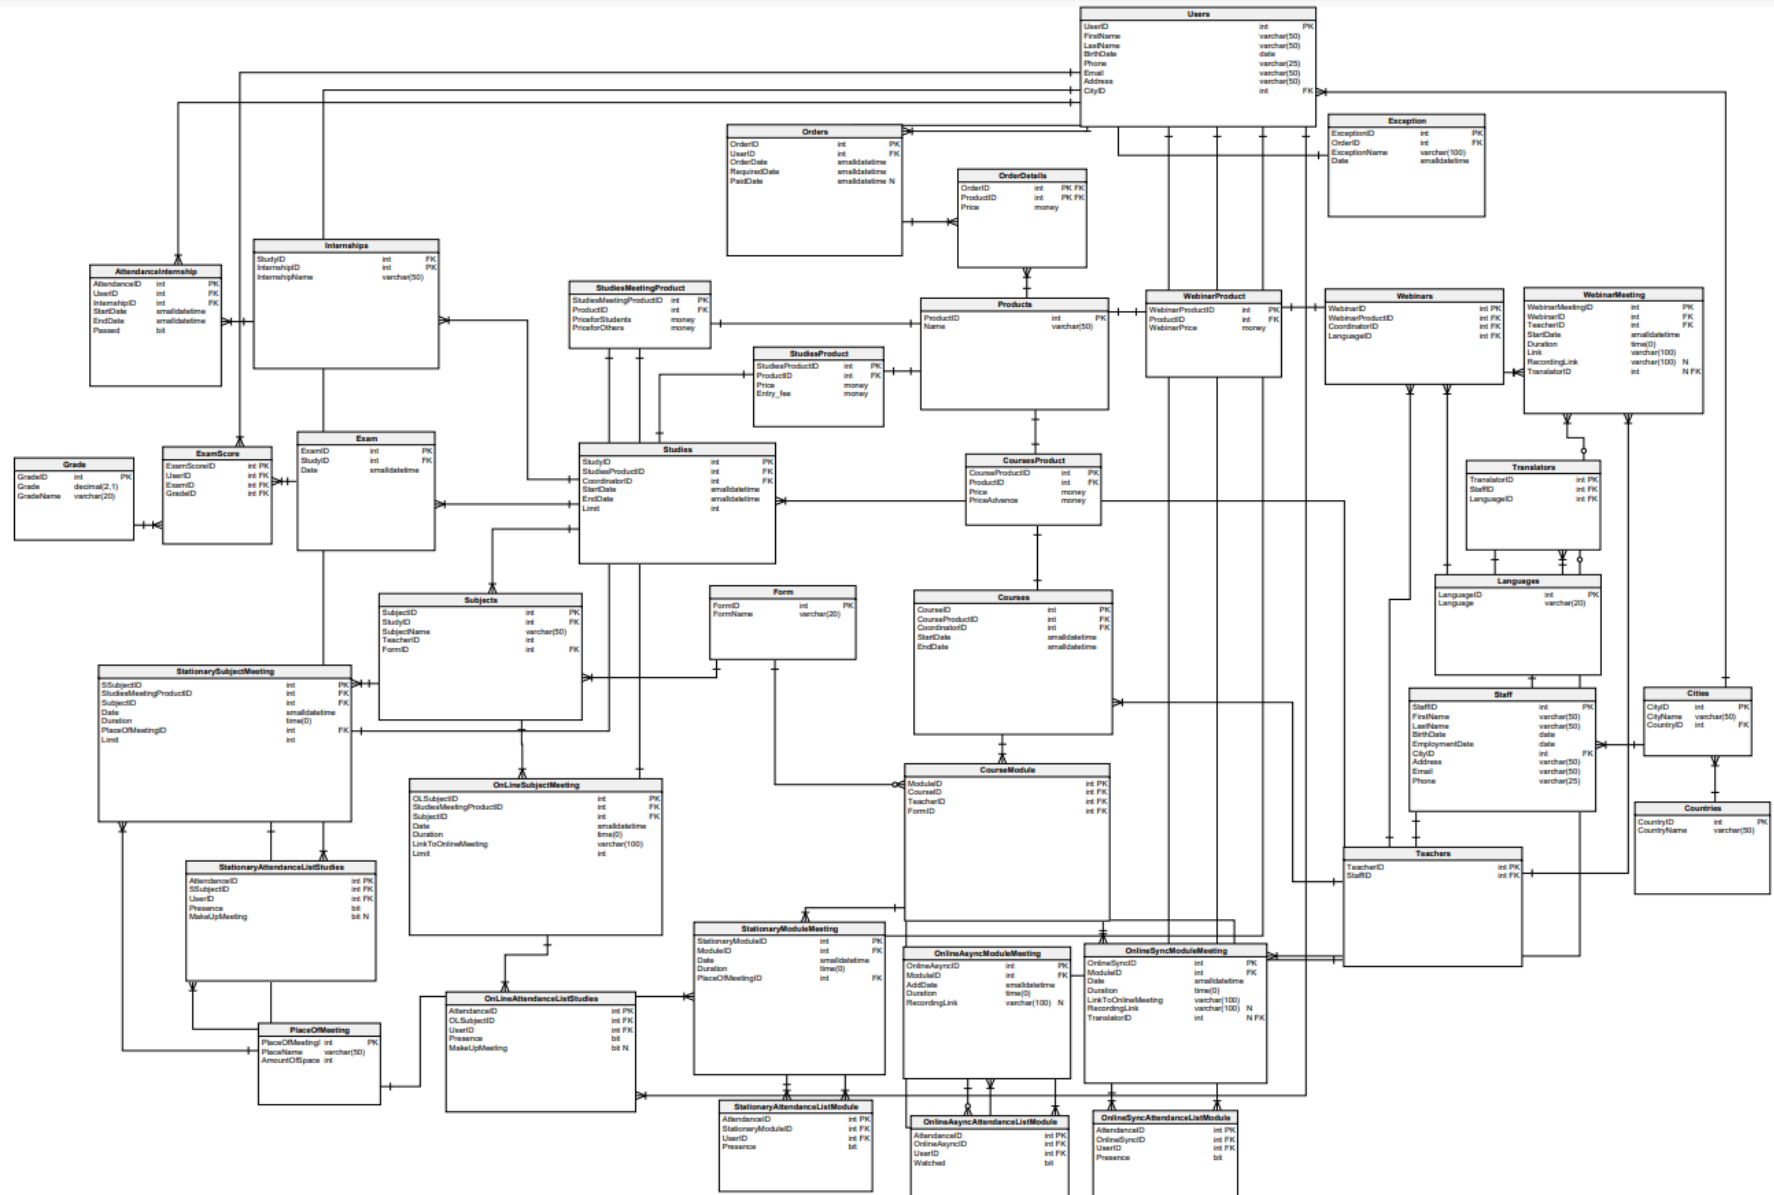 Users
UserID int PK
FirstName varchar(50)
LastName varchar(50)
BirthDate date
Phone varchar(25)
Email varchar(50)
Address varchar(50)
CityID int FK
Orders
OrderID int PK
UserID int FK
OrderDate smalldatetime
RequiredDate smalldatetime
PaidDate smalldatetime N
Exception
ExceptionID int PK
OrderID int FK
ExceptionName varchar(100)
Date smalldatetime
OrderDetails
OrderID int PK FK
ProductID int PK FK
Price money
Internships
StudyID int FK
InternshipID int PK
InternshipName varchar(50)
AttendanceInternship
AttendanceID int PK
UserID int FK
InternshipID int FK
StartDate smalldatetime
EndDate smalldatetime
Passed bit
StudiesMeetingProduct
StudiesMeetingProductID int PK
ProductID int FK
PriceforStudents money
PriceforOthers money
Products
ProductID int PK
Name varchar(50)
WebinarProduct
WebinarProductID int PK
ProductID int FK
WebinarPrice money
Webinars
WebinarID int PK
WebinarProductID int FK
CoordinatorID int FK
LanguageID int FK
WebinarMeeting
WebinarMeetingID int PK
WebinarID int FK
TeacherID int FK
StartDate smalldatetime
Duration time(0)
Link varchar(100)
RecordingLink varchar(100) N
TranslatorID int N FK
StudiesProduct
StudiesProductID int PK
ProductID int FK
Price money
Entry_fee money
Grade
GradeID int PK
Grade decimal(2,1)
GradeName varchar(20)
ExamScore
ExamScoreID int PK
UserID int FK
ExamID int FK
GradeID int FK
Exam
ExamID int PK
StudyID int FK
Date smalldatetime
Studies
StudyID int PK
StudiesProductID int FK
CoordinatorID int FK
StartDate smalldatetime
EndDate smalldatetime
Limit int
CoursesProduct
CourseProductID int PK
ProductID int FK
Price money
PriceAdvance money
Translators
TranslatorID int PK
StaffID int FK
LanguageID int FK
Languages
LanguageID int PK
Language varchar(20)
Subjects
SubjectID int PK
StudyID int FK
SubjectName varchar(50)
TeacherID int
FormID int FK
Form
FormID int PK
FormName varchar(20)
Courses
CourseID int PK
CourseProductID int FK
CoordinatorID int FK
StartDate smalldatetime
EndDate smalldatetime
StationarySubjectMeeting
SSubjectID int PK
StudiesMeetingProductID int FK
SubjectID int FK
Date smalldatetime
Duration time(0)
PlaceOfMeetingID int FK
Limit int
Staff
StaffID int PK
FirstName varchar(50)
LastName varchar(50)
BirthDate date
EmploymentDate date
CityID int FK
Address varchar(50)
Email varchar(50)
Phone varchar(25)
Cities
CityID int PK
CityName varchar(50)
CountryID int FK
OnLineSubjectMeeting
OLSubjectID int PK
StudiesMeetingProductID int FK
SubjectID int FK
Date smalldatetime
Duration time(0)
LinkToOnlineMeeting varchar(100)
Limit int
CourseModule
ModuleID int PK
CourseID int FK
TeacherID int FK
FormID int FK
Countries
CountryID int PK
CountryName varchar(50)
Teachers
TeacherID int PK
StaffID int FK
StationaryAttendanceListStudies
AttendanceID int PK
SSubjectID int FK
UserID int FK
Presence bit
MakeUpMeeting bit N
StationaryModuleMeeting
StationaryModuleID int PK
ModuleID int FK
Date smalldatetime
Duration time(0)
PlaceOfMeetingID int FK
OnlineAsyncModuleMeeting
OnlineAsyncID int PK
ModuleID int FK
AddDate smalldatetime
Duration time(0)
RecordingLink varchar(100) N
OnlineSyncModuleMeeting
OnlineSyncID int PK
ModuleID int FK
Date smalldatetime
Duration time(0)
LinkToOnlineMeeting varchar(100)
RecordingLink varchar(100) N
TranslatorID int N FK
OnLineAttendanceListStudies
AttendanceID int PK
OLSubjectID int FK
UserID int FK
Presence bit
MakeUpMeeting bit N
PlaceOfMeeting
PlaceOfMeetingI int PK
PlaceName varchar(50)
AmountOfSpace int
StationaryAttendanceListModule
AttendanceID int PK
StationaryModuleID int FK
UserID int FK
Presence bit
OnlineAsyncAttendanceListModule
AttendanceID int PK
OnlineAsyncID int FK
UserID int FK
Watched bit
OnlineSyncAttendanceListModule
AttendanceID int PK
OnlineSyncID int FK
UserID int FK
Presence bit